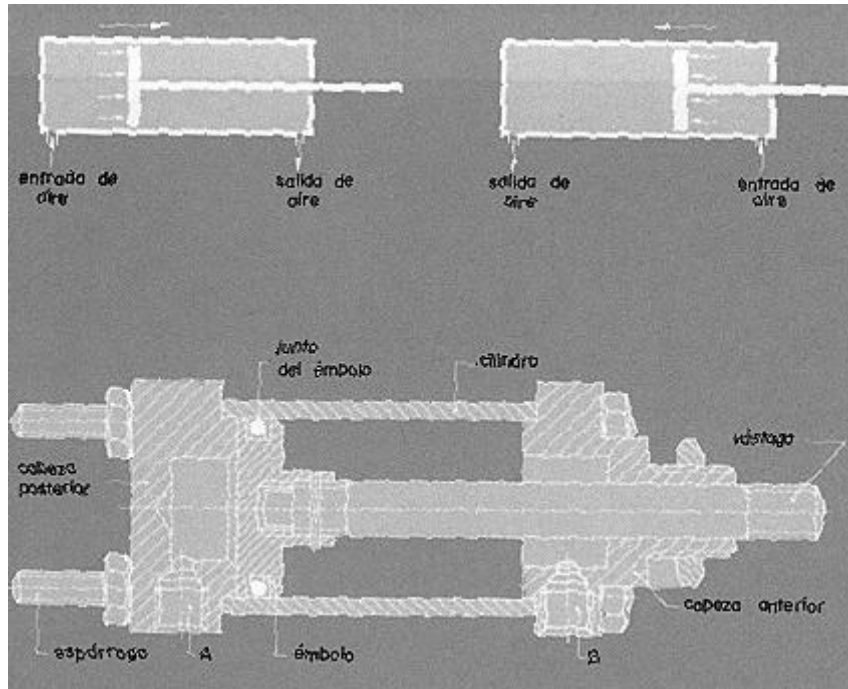 entrada de
aire
salida de
aire
salida de
aire
entrada de
aire
junta
del émbolo
cilindro
vástago
cabeza
posterior
cabeza anterior
espárrago
A
émbolo
B